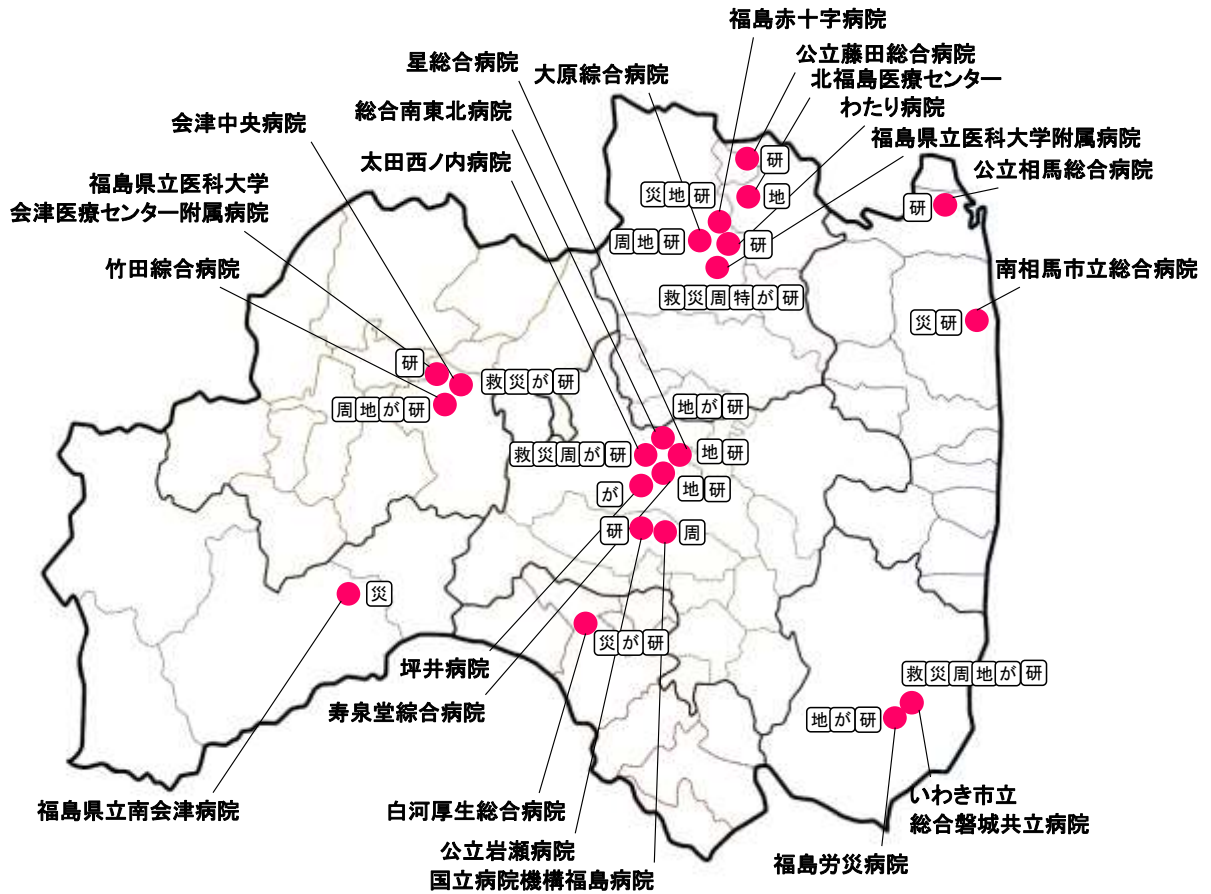 福島赤十字病院
公立藤田総合病院
星総合病院
大原綜合病院
北福島医療センター
総合南東北病院
わたり病院
会津中央病院
福島県立医科大学附属病院
太田西ノ内病院
研
公立相馬総合病院
福島県立医科大学
会津医療センター附属病院
災地研
地
研
周地研
研
竹田綜合病院
南相馬市立総合病院
救災周特が研
災研
研
救災が研
周地が研
地が研
救災周が研
地研
が
地研
研
周
災
災が研
坪井病院
救災周地が研
寿泉堂綜合病院
地が研
福島県立南会津病院
白河厚生総合病院
いわき市立
総合磐城共立病院
公立岩瀬病院
福島労災病院
国立病院機構福島病院